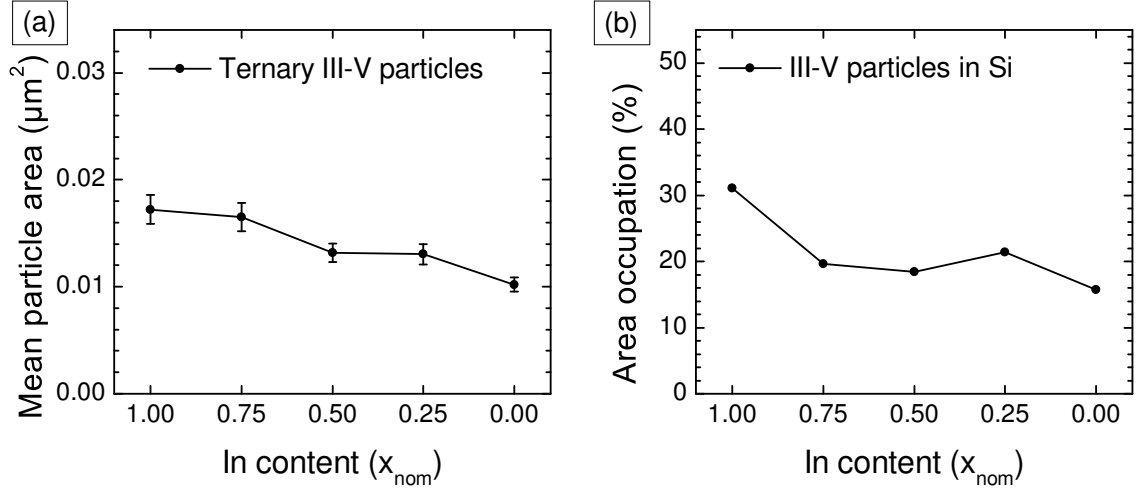 (a)
Ternary III-V particles
Mean particle area (µm²)
0.03
0.02
0.01
0.00
1.00 0.75 0.50 0.25 0.00
In content (xnom)
(b)
III-V particles in Si
Area occupation (%)
50
40
30
20
10
0
1.00 0.75 0.50 0.25 0.00
In content (xnom)